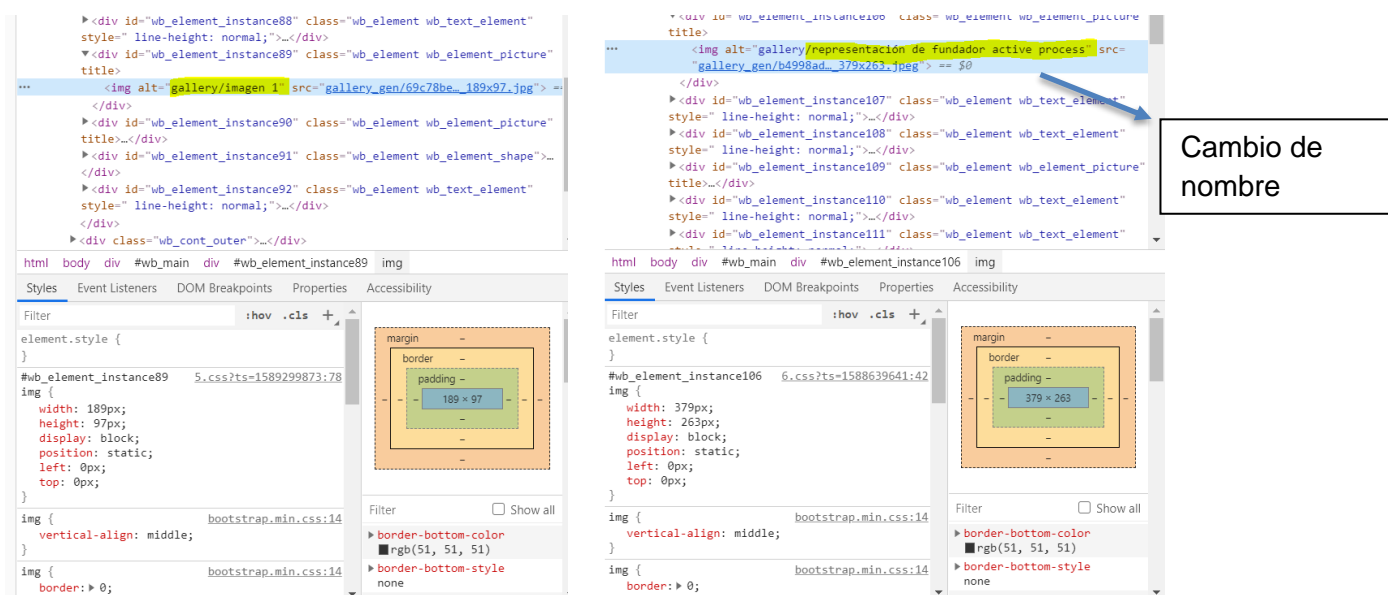 ▶<div id="wb_element_instance88" class="wb_element wb_text_element"
style=" line-height: normal;">…</div>
▼<div id="wb_element_instance89" class="wb_element wb_element_picture"
title>
... <img alt="gallery/imagen 1" src="gallery_gen/69c78be…_189x97.jpg"> =
</div>
▶<div id="wb_element_instance90" class="wb_element wb_element_picture"
title>…</div>
▶<div id="wb_element_instance91" class="wb_element wb_element_shape">…
</div>
▶<div id="wb_element_instance92" class="wb_element wb_text_element"
style=" line-height: normal;">…</div>
</div>
▶<div class="wb_cont_outer">…</div>
html body div #wb_main div #wb_element_instance89 img
Styles Event Listeners DOM Breakpoints Properties Accessibility
Filter :hov .cls +
element.style {
}
#wb_element_instance89 5.css?ts=1589299873:78
img {
width: 189px;
height: 97px;
display: block;
position: static;
left: 0px;
top: 0px;
}
img { bootstrap.min.css:14
vertical-align: middle;
}
img { bootstrap.min.css:14
border:▶ 0;
margin –
border –
padding –
– – – 189 × 97 – – –
–
–
–
Filter Show all
▶border-bottom-color
rgb(51, 51, 51)
▶border-bottom-style
none
▼<div id="wb_element_instance106" class="wb_element wb_element_picture"
title>
... <img alt="gallery/representación de fundador active process" src=
"gallery_gen/b4998ad…_379x263.jpeg"> == $0
</div>
▶<div id="wb_element_instance107" class="wb_element wb_text_element"
style=" line-height: normal;">…</div>
▶<div id="wb_element_instance108" class="wb_element wb_text_element"
style=" line-height: normal;">…</div>
▶<div id="wb_element_instance109" class="wb_element wb_element_picture"
title>…</div>
▶<div id="wb_element_instance110" class="wb_element wb_text_element"
style=" line-height: normal;">…</div>
▶<div id="wb_element_instance111" class="wb_element wb_text_element"
style=" line-height: normal;">…</div>
html body div #wb_main div #wb_element_instance106 img
Styles Event Listeners DOM Breakpoints Properties Accessibility
Filter :hov .cls +
element.style {
}
#wb_element_instance106 6.css?ts=1588639641:42
img {
width: 379px;
height: 263px;
display: block;
position: static;
left: 0px;
top: 0px;
}
img { bootstrap.min.css:14
vertical-align: middle;
}
img { bootstrap.min.css:14
border:▶ 0;
margin –
border –
padding –
– – – 379 × 263 – – –
–
–
–
Filter Show all
▶border-bottom-color
rgb(51, 51, 51)
▶border-bottom-style
none
Cambio de
nombre